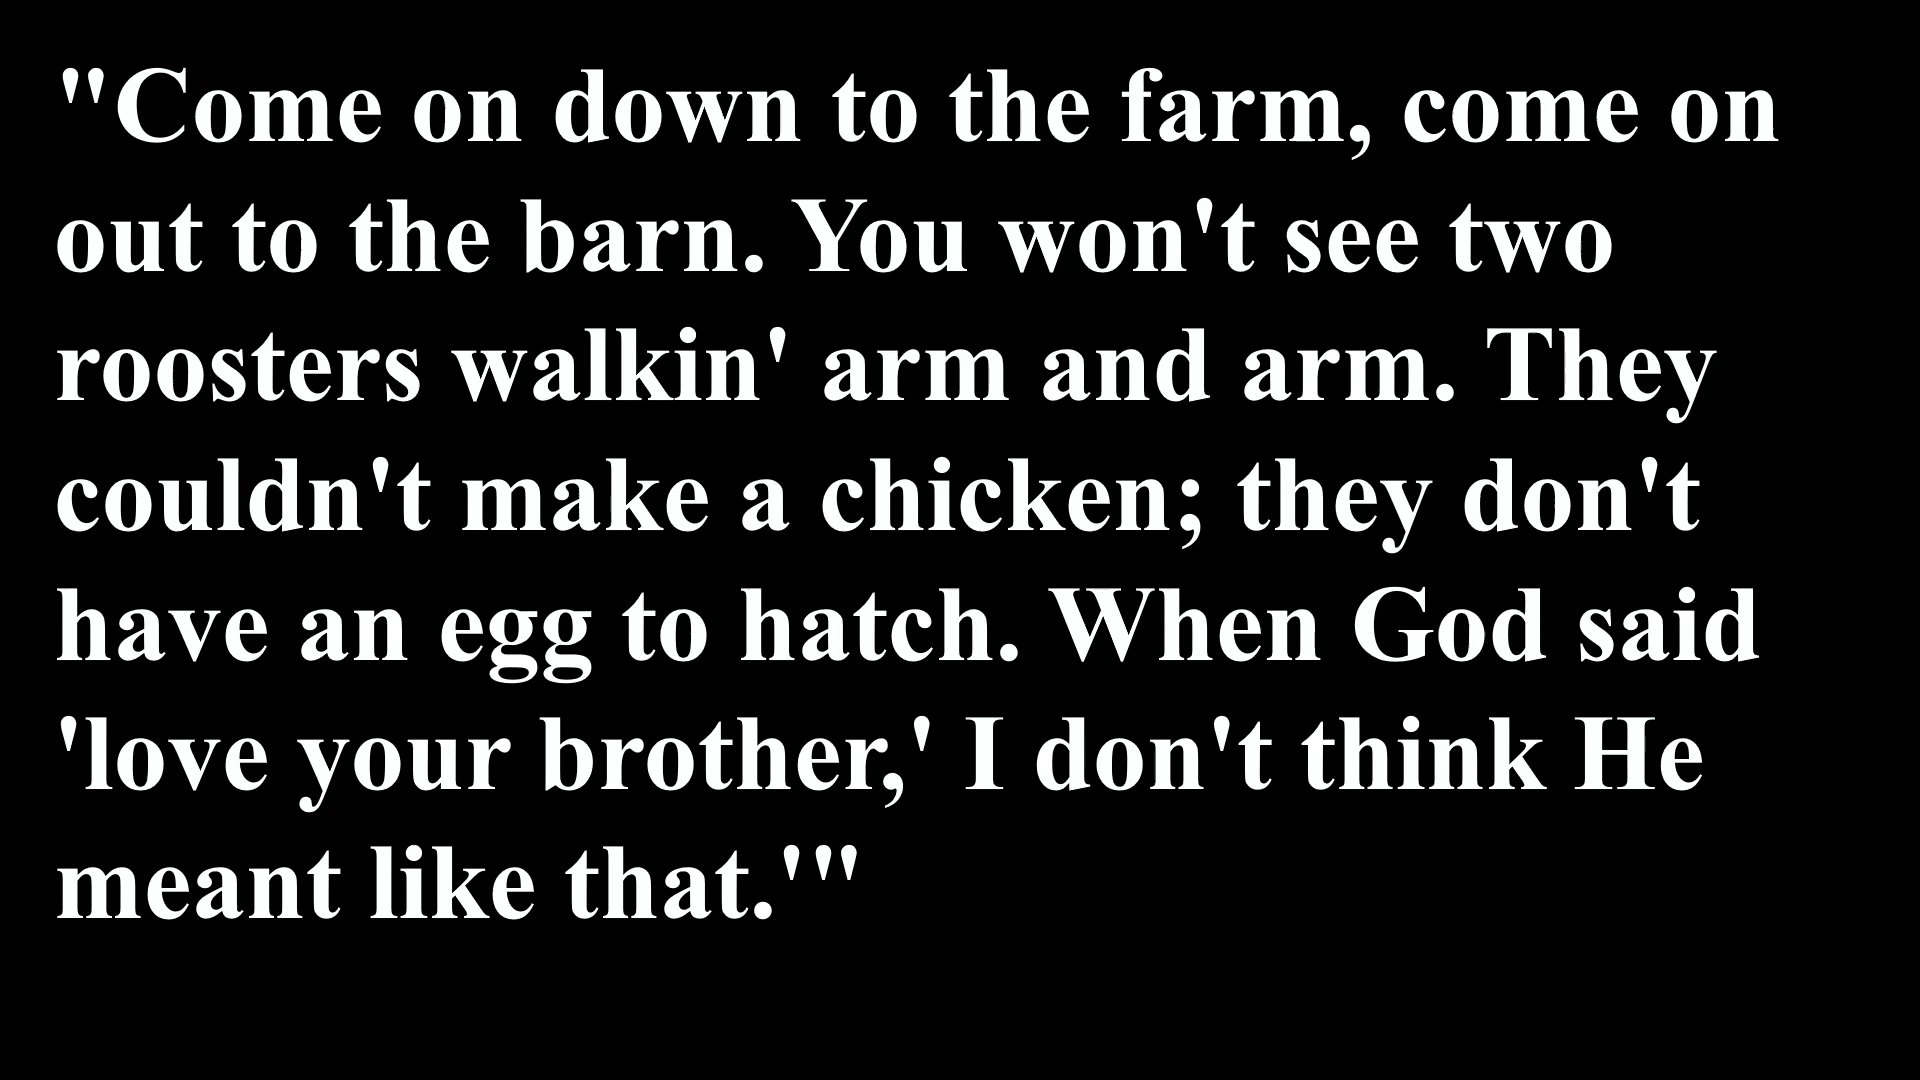 "Come on down to the farm, come on
out to the barn. You won't see two
roosters walkin' arm and arm. They
couldn't make a chicken; they don't
have an egg to hatch. When God said
'love your brother,' I don't think He
meant like that.'"